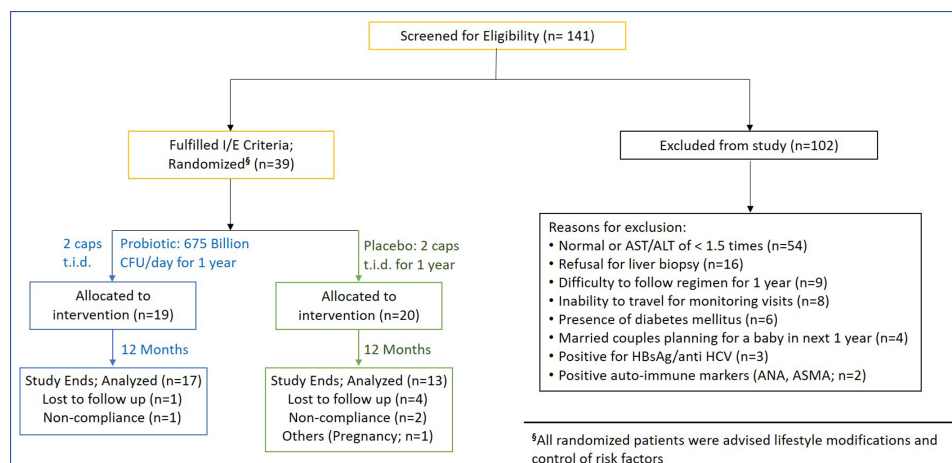 Screened for Eligibility (n= 141)
Fulfilled I/E Criteria;
Randomized§ (n=39)
Excluded from study (n=102)
2 caps
t.i.d.
Probiotic: 675 Billion
CFU/day for 1 year
Placebo: 2 caps
t.i.d. for 1 year
Allocated to
intervention (n=19)
Allocated to
intervention (n=20)
12 Months
12 Months
Study Ends; Analyzed (n=17)
Lost to follow up (n=1)
Non-compliance (n=1)
Study Ends; Analyzed (n=13)
Lost to follow up (n=4)
Non-compliance (n=2)
Others (Pregnancy; n=1)
Reasons for exclusion:
• Normal or AST/ALT of < 1.5 times (n=54)
• Refusal for liver biopsy (n=16)
• Difficulty to follow regimen for 1 year (n=9)
• Inability to travel for monitoring visits (n=8)
• Presence of diabetes mellitus (n=6)
• Married couples planning for a baby in next 1 year (n=4)
• Positive for HBsAg/anti HCV (n=3)
• Positive auto-immune markers (ANA, ASMA; n=2)
§All randomized patients were advised lifestyle modifications and
control of risk factors